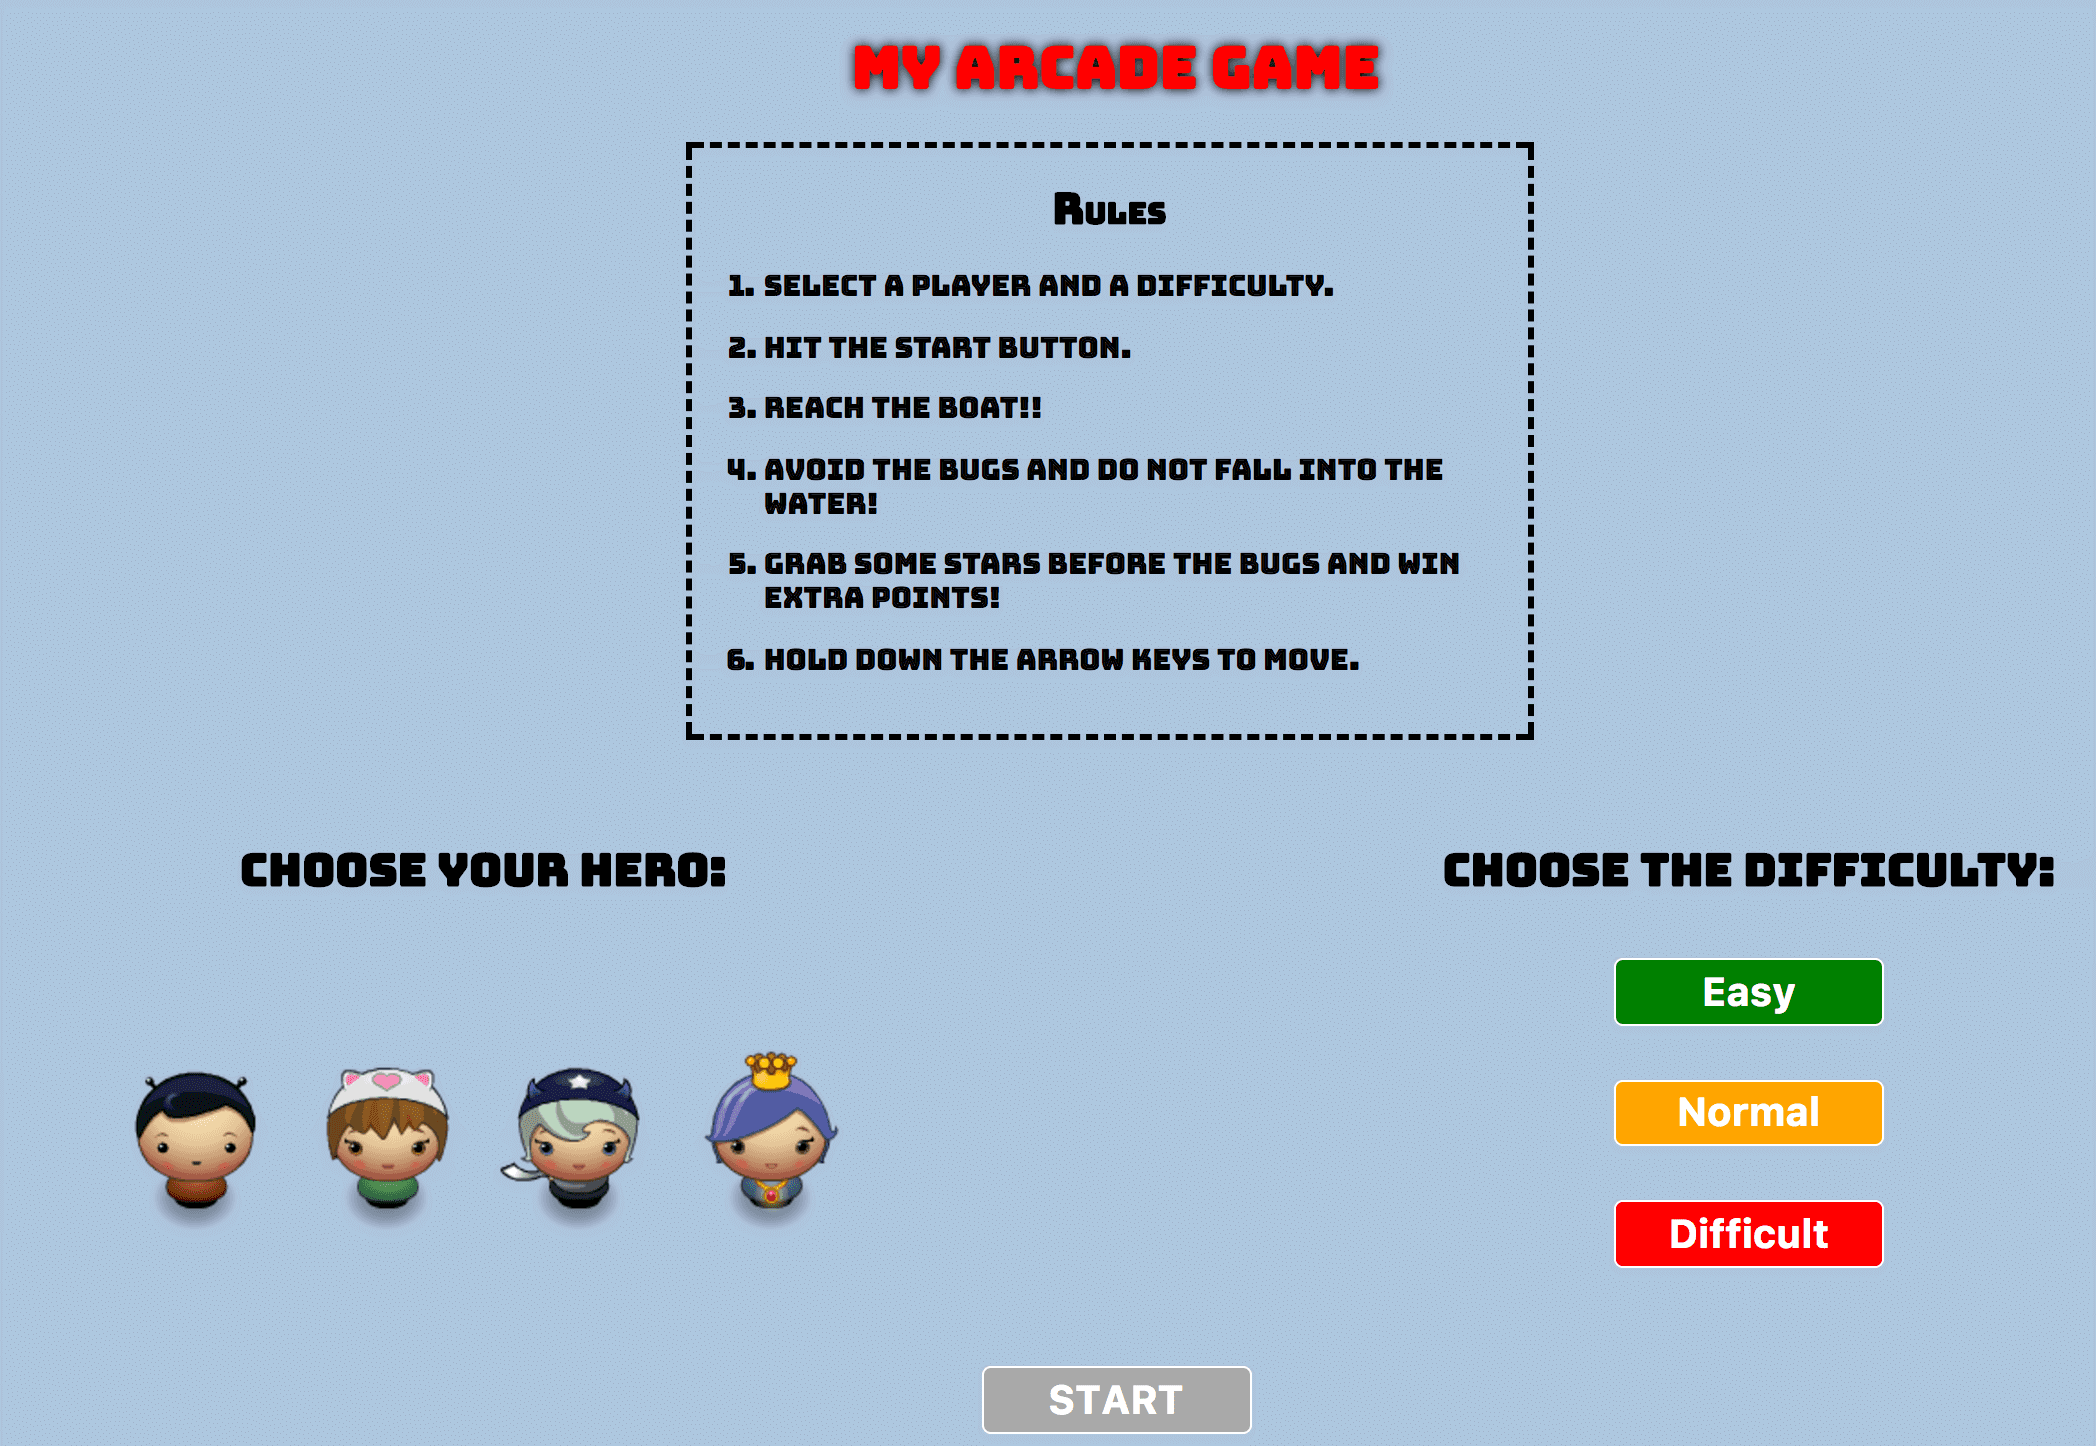 MY ARCADE GAME
RULES
1. SELECT A PLAYER AND A DIFFICULTY.
2. HIT THE START BUTTON.
3. REACH THE BOAT!!
4. AVOID THE BUGS AND DO NOT FALL INTO THE
WATER!
5. GRAB SOME STARS BEFORE THE BUGS AND WIN
EXTRA POINTS!
6. HOLD DOWN THE ARROW KEYS TO MOVE.
CHOOSE YOUR HERO:
CHOOSE THE DIFFICULTY:
Easy
Normal
Difficult
START